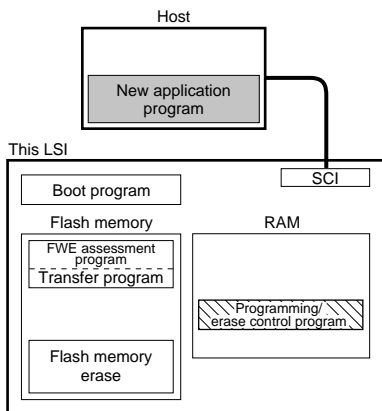 Host
New application
program
This LSI
SCI
Boot program
Flash memory
RAM
FWE assessment
program
Transfer program
Programming/
erase control program
Flash memory
erase